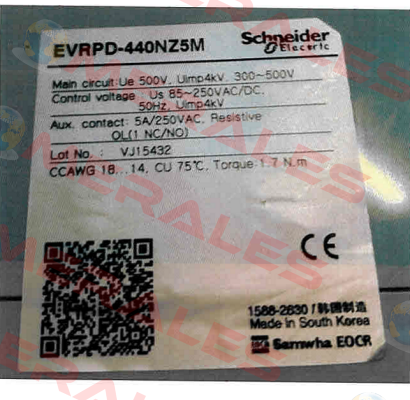 EVRPD-440NZ5M
Schneider
Electric
Main circuit:Ue 500V, Uimp4kV, 300~500V
Control voltage : Us 85~250VAC/DC,
50Hz, Uimp4kV
Aux. contact: 5A/250VAC, Resistive
OL(1 NC/NO)
Lot No. : VJ15432
CCAWG 18...14, CU 75℃, Torque:1.7 N.m
CE
1588-2630 / 韩国制造
Made in South Korea
Samwha EOCR
MERALES